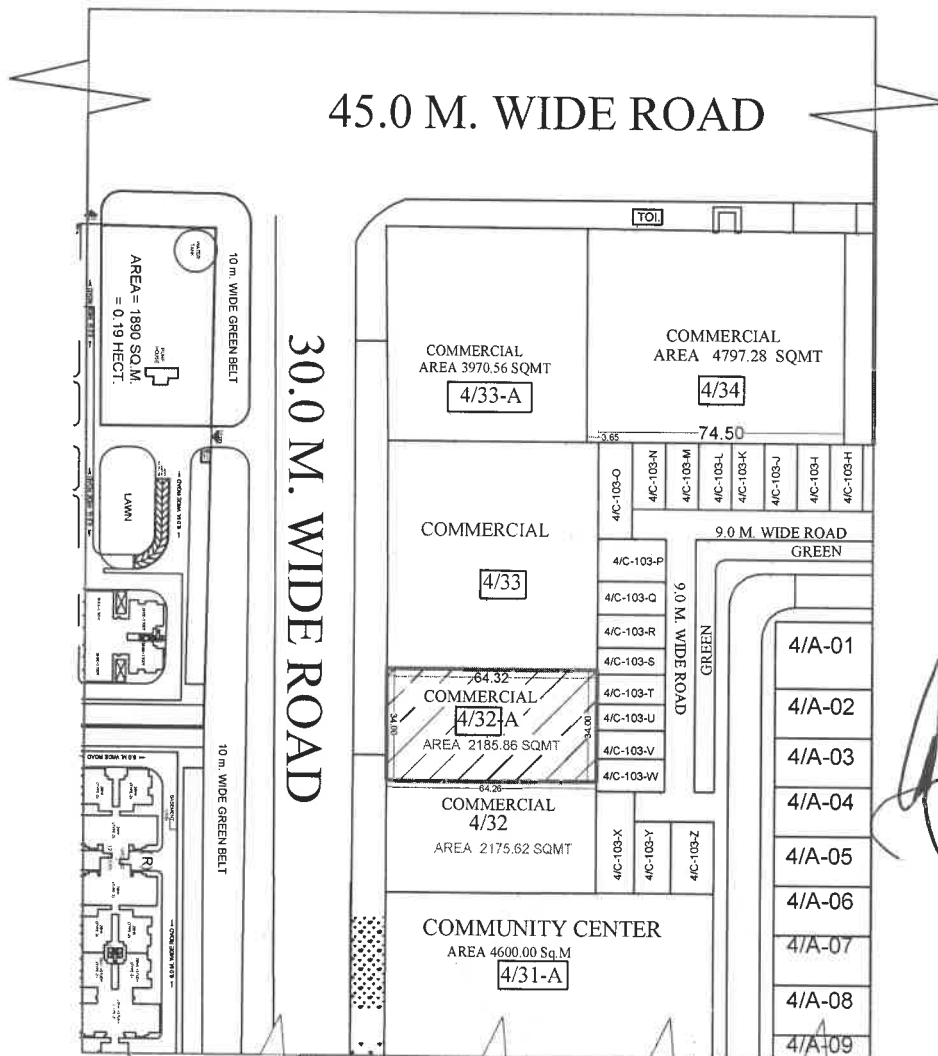 45.0 M. WIDE ROAD
TOI.
WATER TANK
10 m. WIDE GREEN BELT
AREA = 1890 SQ.M.
= 0.19 HECT.
PUMP HOUSE
30.0 M. WIDE ROAD
COMMERCIAL
AREA 3970.56 SQMT
4/33-A
COMMERCIAL
AREA 4797.28 SQMT
4/34
3.65
74.50
4/C-103-O
4/C-103-N
4/C-103-M
4/C-103-L
4/C-103-K
4/C-103-J
4/C-103-I
4/C-103-H
LAWN
COMMERCIAL
4/33
9.0 M. WIDE ROAD
GREEN
4/C-103-P
4/C-103-Q
4/C-103-R
4/C-103-S
4/C-103-T
4/C-103-U
4/C-103-V
4/C-103-W
9.0 M. WIDE ROAD
GREEN
64.32
COMMERCIAL
4/32-A
AREA 2185.86 SQMT
34.00
34.00
64.26
COMMERCIAL
4/32
AREA 2175.62 SQMT
4/C-103-X
4/C-103-Y
4/C-103-Z
10 m. WIDE GREEN BELT
COMMUNITY CENTER
AREA 4600.00 Sq.M
4/31-A
4/A-01
4/A-02
4/A-03
4/A-04
4/A-05
4/A-06
4/A-07
4/A-08
4/A-09